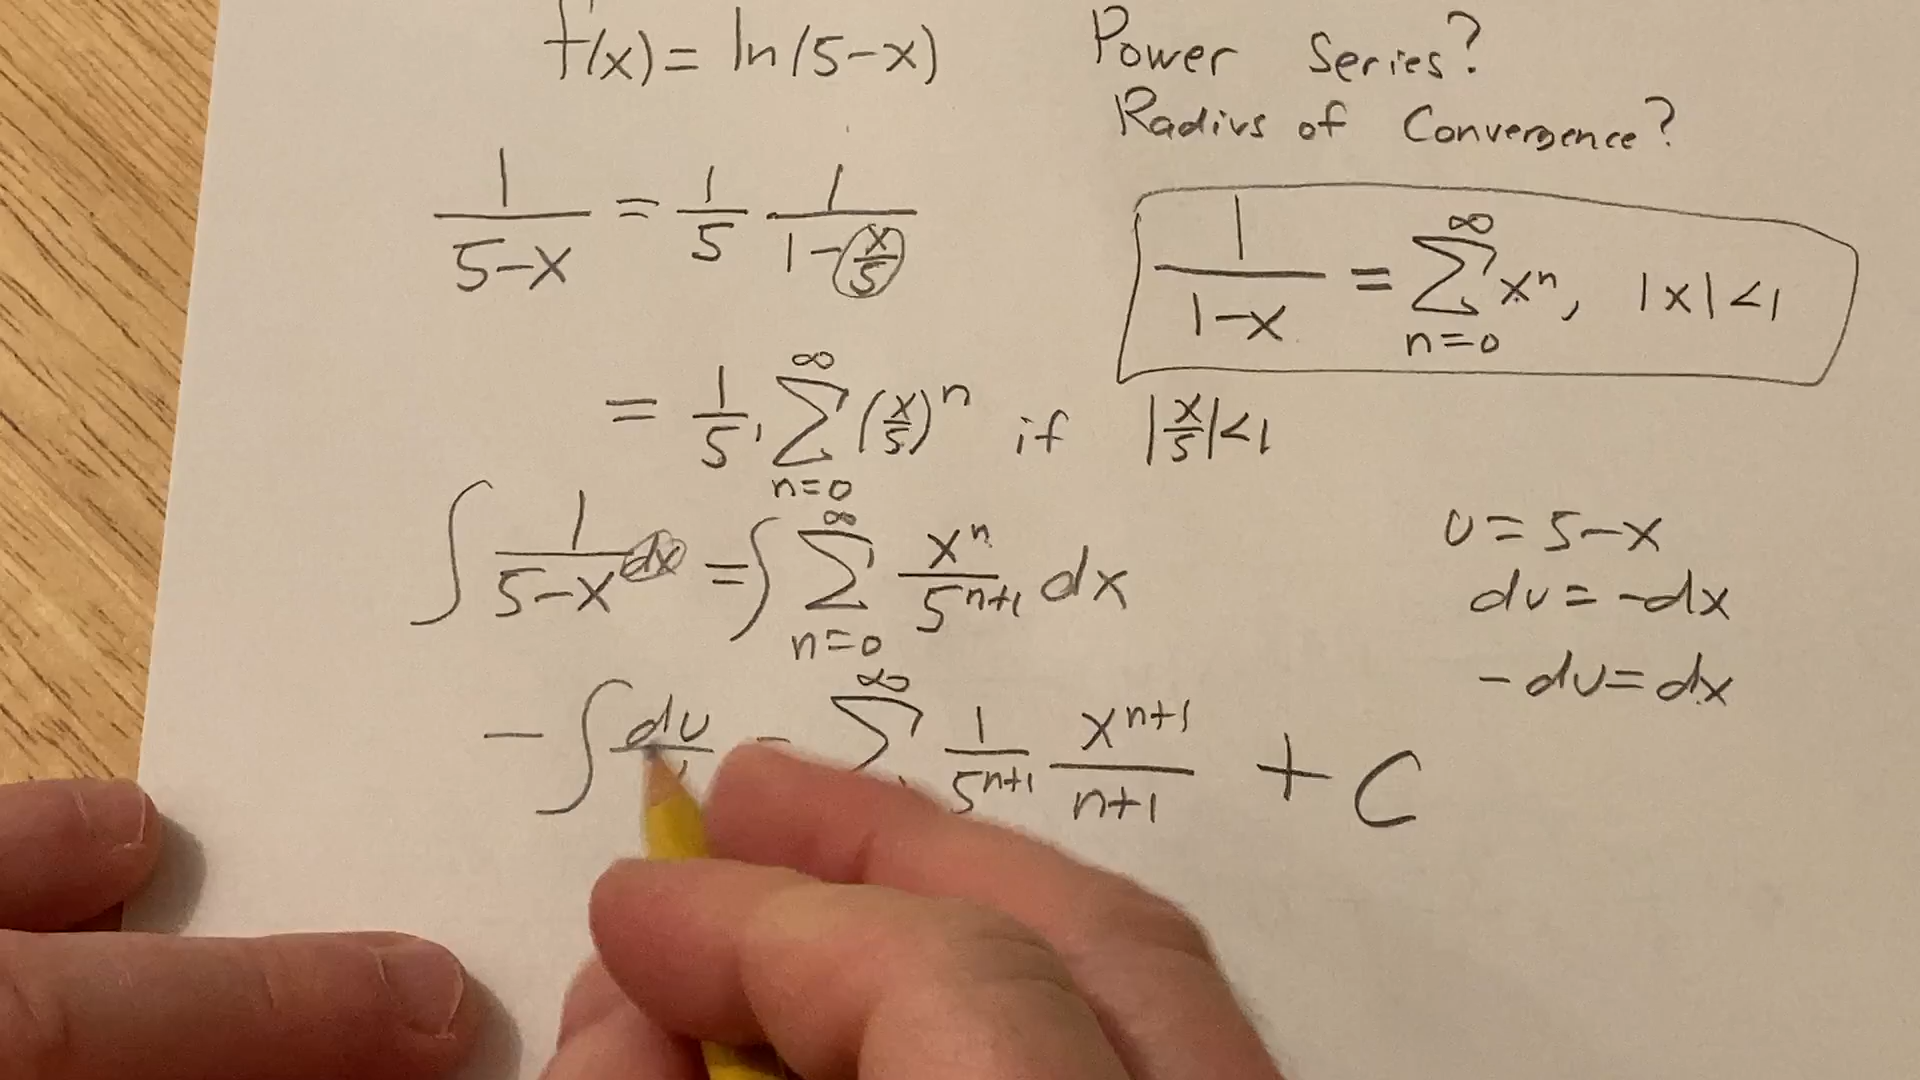 f(x) = ln(5-x)
Power Series?
Radius of Convergence?
1/(5-x) = 1/5 1/(1-x/5)
1/(1-x) = ∑_{n=0}^{∞} x^n, |x|<1
= 1/5 · ∑_{n=0}^{∞} (x/5)^n if |x/5|<1
∫ 1/(5-x) dx = ∫ ∑_{n=0}^{∞} x^n/5^{n+1} dx
u = 5-x
du = -dx
-du = dx
-∫ du/ = ∑^{∞} 1/5^{n+1} x^{n+1}/(n+1) + C